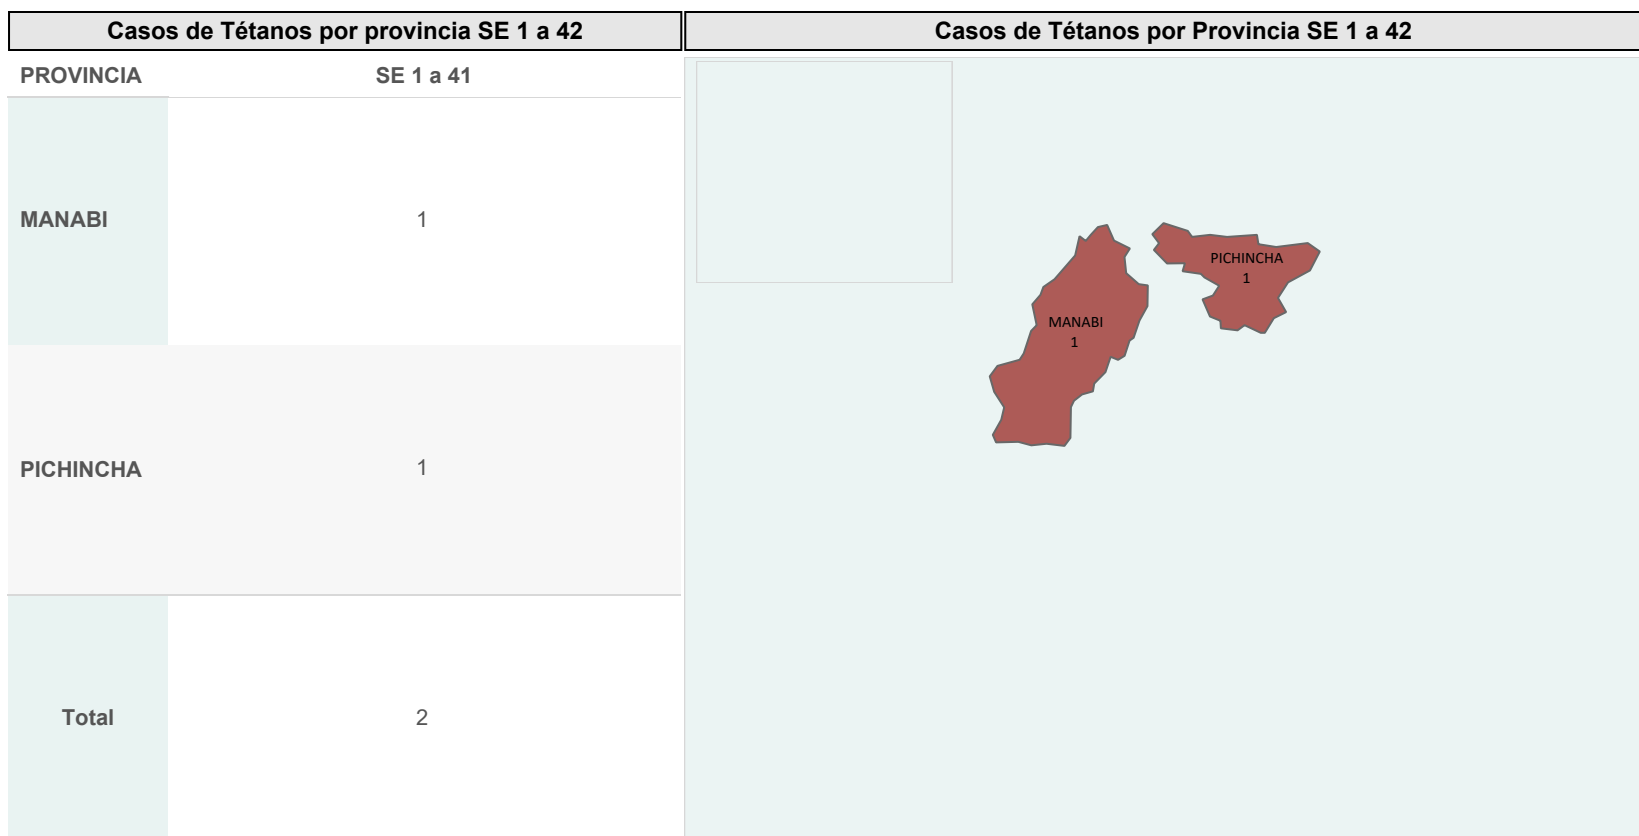 Casos de Tétanos por provincia SE 1 a 42
PROVINCIA SE 1 a 41
MANABI 1
PICHINCHA 1
Total 2
Casos de Tétanos por Provincia SE 1 a 42
PICHINCHA
1
MANABI
1